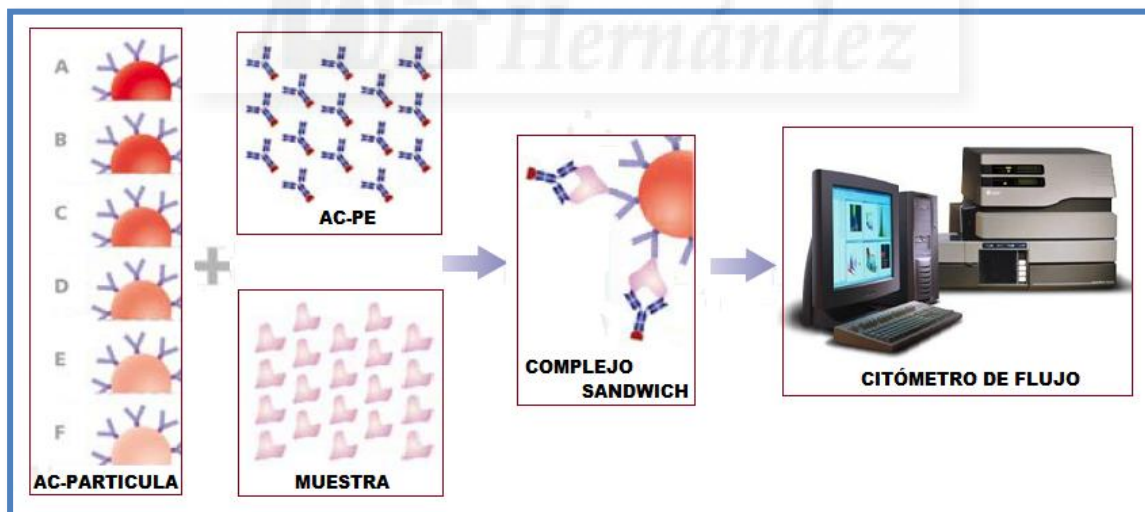 Hernández
A
B
C
D
E
F
AC-PARTICULA
AC-PE
MUESTRA
COMPLEJO
SANDWICH
CITÓMETRO DE FLUJO